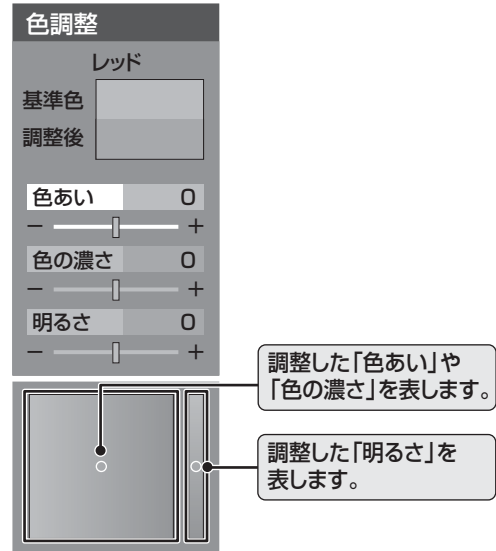 色調整
レッド
基準色
調整後
色あい 0
− +
色の濃さ 0
− +
明るさ 0
− +
調整した「色あい」や
「色の濃さ」を表します。
調整した「明るさ」を
表します。